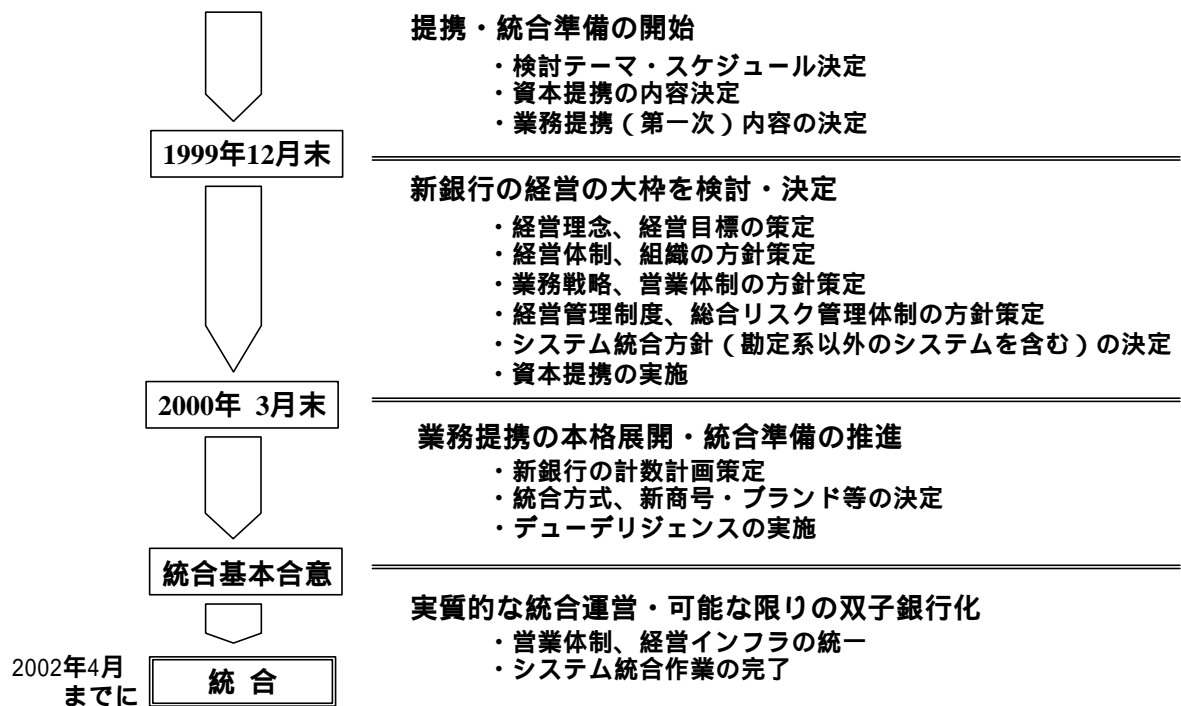 提携・統合準備の開始
・検討テーマ・スケジュール決定
・資本提携の内容決定
・業務提携（第一次）内容の決定
1999年12月末
新銀行の経営の大枠を検討・決定
・経営理念、経営目標の策定
・経営体制、組織の方針策定
・業務戦略、営業体制の方針策定
・経営管理制度、総合リスク管理体制の方針策定
・システム統合方針（勘定系以外のシステムを含む）の決定
・資本提携の実施
2000年 3月末
業務提携の本格展開・統合準備の推進
・新銀行の計数計画策定
・統合方式、新商号・ブランド等の決定
・デューデリジェンスの実施
統合基本合意
実質的な統合運営・可能な限りの双子銀行化
・営業体制、経営インフラの統一
・システム統合作業の完了
2002年4月
までに
統 合